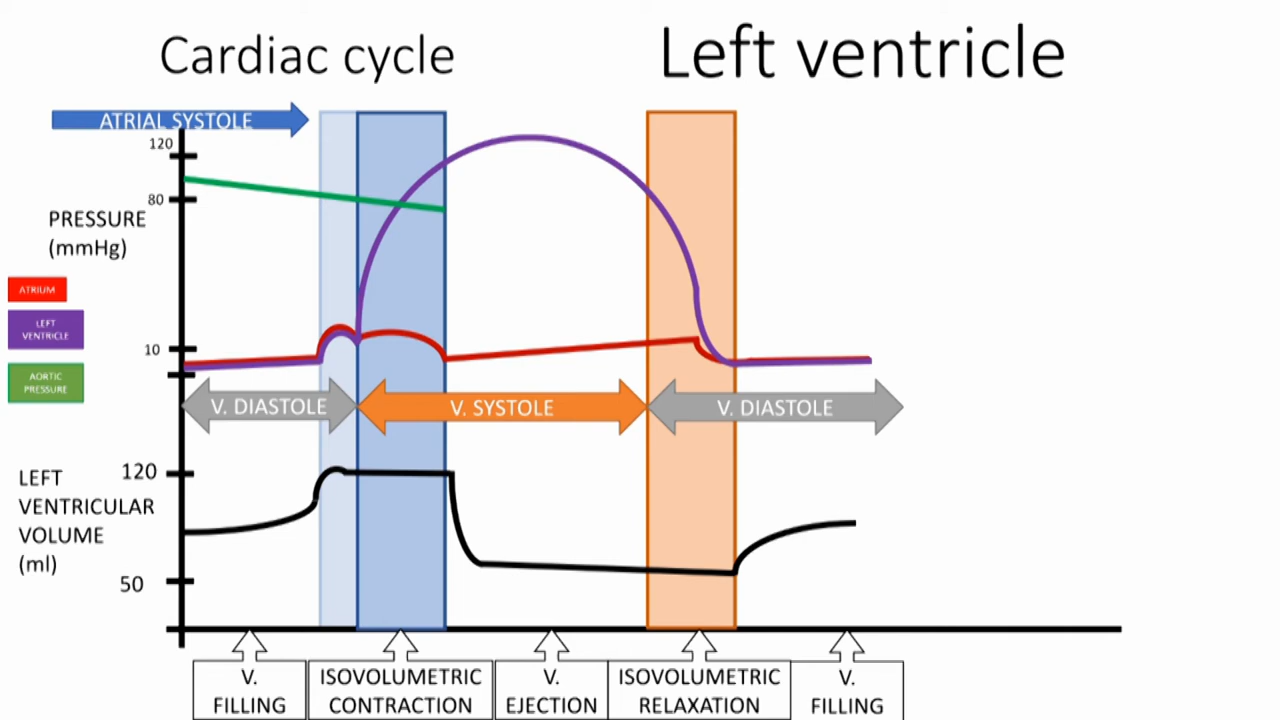 Cardiac cycle
Left ventricle
ATRIAL SYSTOLE
120
80
PRESSURE
(mmHg)
ATRIUM
LEFT
VENTRICLE
10
AORTIC
PRESSURE
V. DIASTOLE
V. SYSTOLE
V. DIASTOLE
LEFT
VENTRICULAR
VOLUME
(ml)
120
50
V.
FILLING
ISOVOLUMETRIC
CONTRACTION
V.
EJECTION
ISOVOLUMETRIC
RELAXATION
V.
FILLING